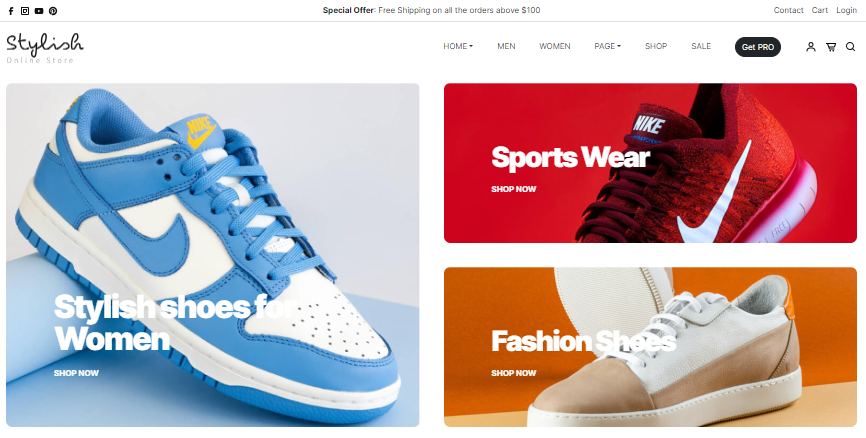 Special Offer: Free Shipping on all the orders above $100
Contact Cart Login
Stylish
Online Store
HOME MEN WOMEN PAGE SHOP SALE Get PRO
NIKE
Stylish shoes for
Women
SHOP NOW
NIKE
Sports Wear
SHOP NOW
Fashion Shoes
SHOP NOW